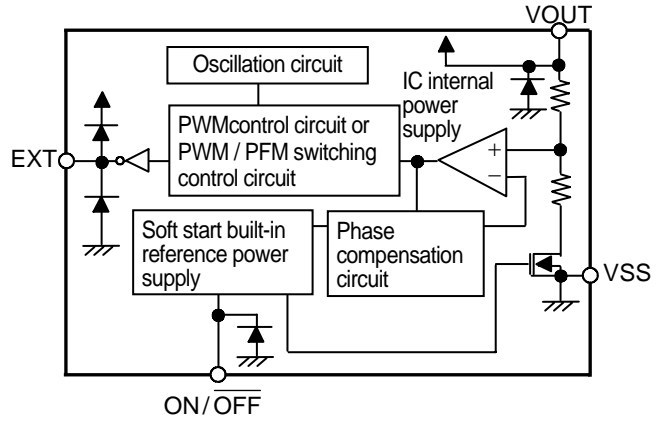 VOUT
Oscillation circuit
IC internal
power
supply
PWMcontrol circuit or
PWM / PFM switching
control circuit
EXT
+
−
Soft start built-in
reference power
supply
Phase
compensation
circuit
VSS
ON/OFF